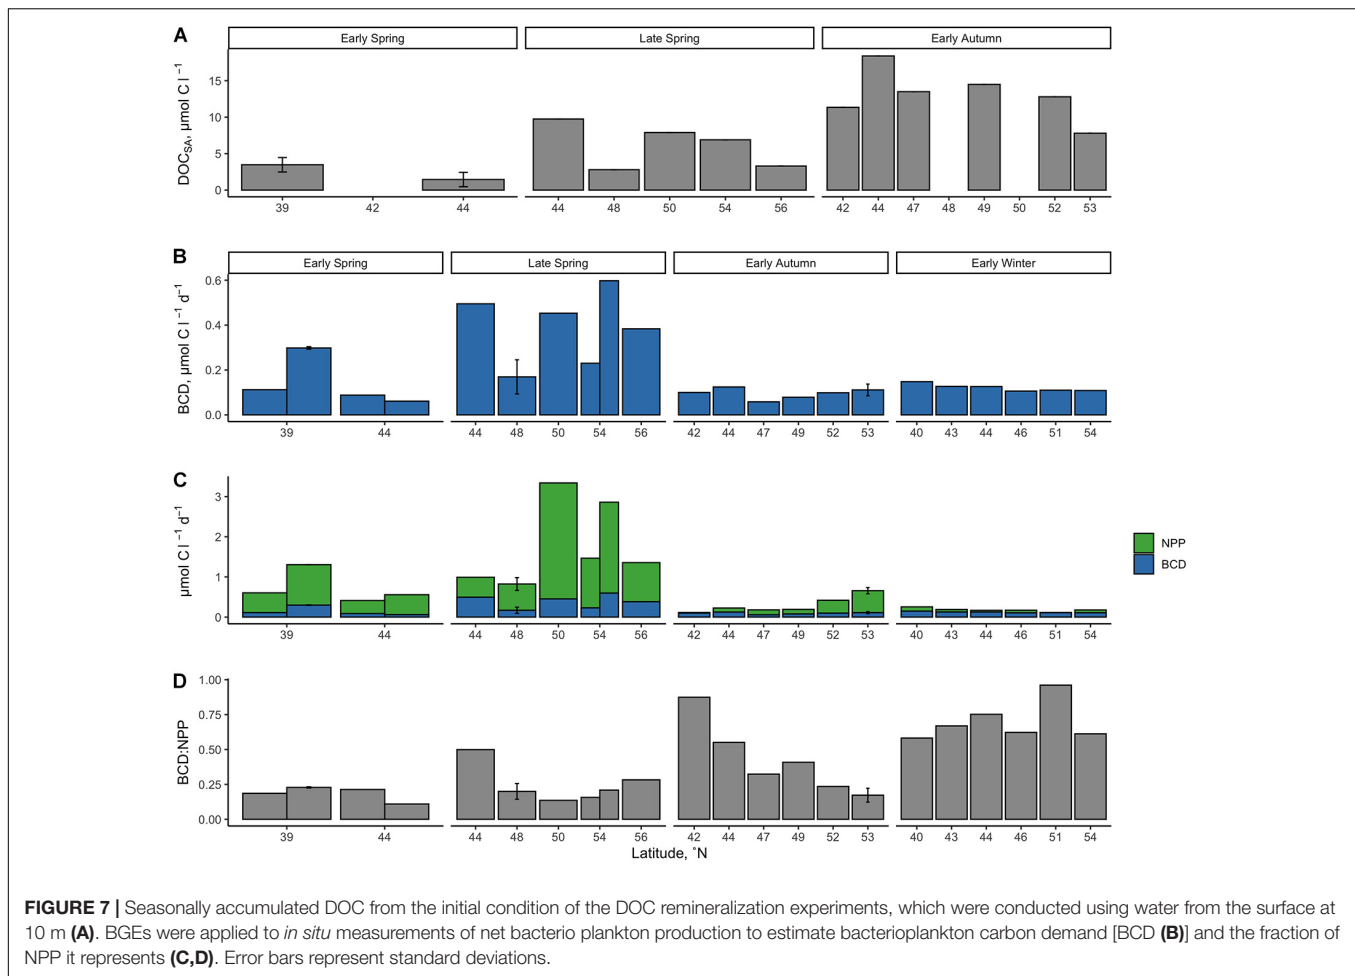 A
Early Spring Late Spring Early Autumn
DOCSA, μmol C l −1
15
10
5
0
39 42 44 44 48 50 54 56 42 44 47 48 49 50 52 53
B
Early Spring Late Spring Early Autumn Early Winter
BCD, μmol C l −1 d−1
0.6
0.4
0.2
0.0
39 44 44 48 50 54 56 42 44 47 49 52 53 40 43 44 46 51 54
C
μmol C l −1 d−1
3
2
1
0
39 44 44 48 50 54 56 42 44 47 49 52 53 40 43 44 46 51 54
NPP
BCD
D
BCD:NPP
1.00
0.75
0.50
0.25
0.00
39 44 44 48 50 54 56 42 44 47 49 52 53 40 43 44 46 51 54
Latitude, ˚N
FIGURE 7 | Seasonally accumulated DOC from the initial condition of the DOC remineralization experiments, which were conducted using water from the surface at
10 m (A). BGEs were applied to in situ measurements of net bacterio plankton production to estimate bacterioplankton carbon demand [BCD (B)] and the fraction of
NPP it represents (C,D). Error bars represent standard deviations.